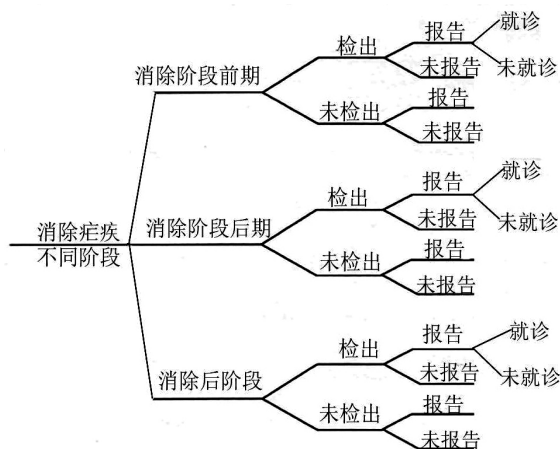 就诊
报告
检出
未就诊
未报告
消除阶段前期
报告
未检出
未报告
就诊
报告
检出
未就诊
未报告
消除疟疾
不同阶段
消除阶段后期
报告
未检出
未报告
就诊
报告
检出
未就诊
未报告
消除后阶段
报告
未检出
未报告